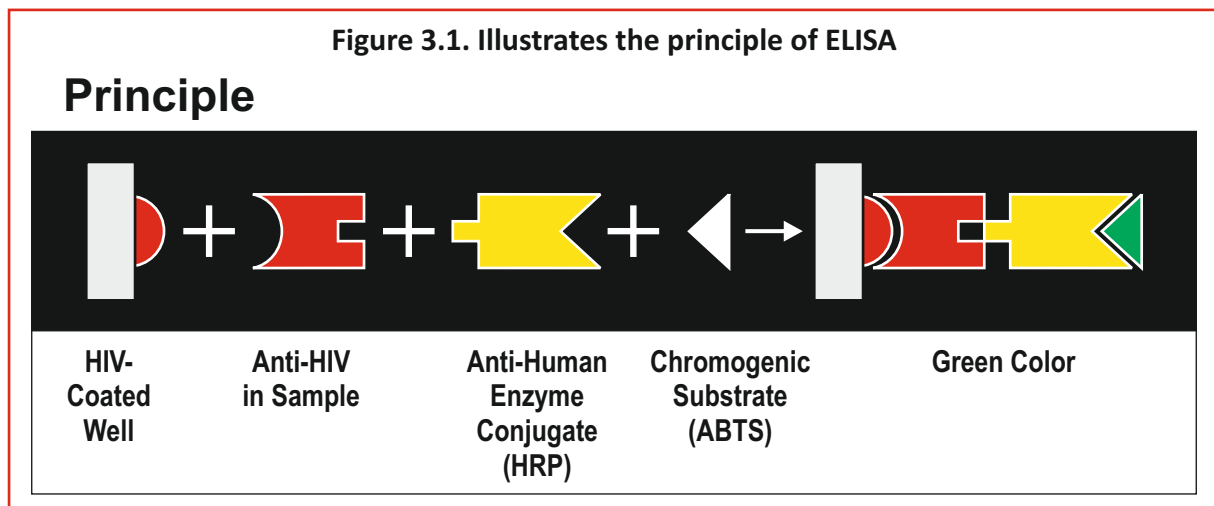 Figure 3.1. Illustrates the principle of ELISA
Principle
HIV-
Coated
Well
Anti-HIV
in Sample
Anti-Human
Enzyme
Conjugate
(HRP)
Chromogenic
Substrate
(ABTS)
Green Color